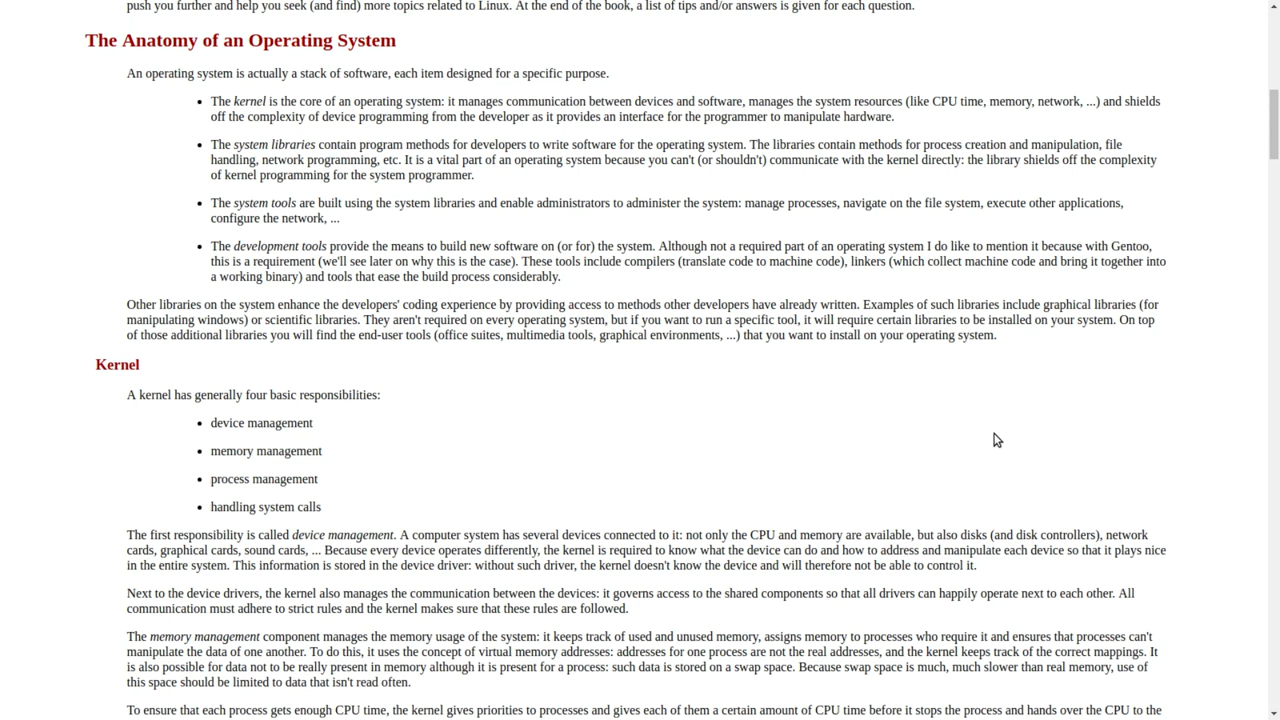 push you further and help you seek (and find) more topics related to Linux. At the end of the book, a list of tips and/or answers is given for each question.
The Anatomy of an Operating System
An operating system is actually a stack of software, each item designed for a specific purpose.
• The kernel is the core of an operating system: it manages communication between devices and software, manages the system resources (like CPU time, memory, network, ...) and shields
off the complexity of device programming from the developer as it provides an interface for the programmer to manipulate hardware.
• The system libraries contain program methods for developers to write software for the operating system. The libraries contain methods for process creation and manipulation, file
handling, network programming, etc. It is a vital part of an operating system because you can't (or shouldn't) communicate with the kernel directly: the library shields off the complexity
of kernel programming for the system programmer.
• The system tools are built using the system libraries and enable administrators to administer the system: manage processes, navigate on the file system, execute other applications,
configure the network, ...
• The development tools provide the means to build new software on (or for) the system. Although not a required part of an operating system I do like to mention it because with Gentoo,
this is a requirement (we'll see later on why this is the case). These tools include compilers (translate code to machine code), linkers (which collect machine code and bring it together into
a working binary) and tools that ease the build process considerably.
Other libraries on the system enhance the developers' coding experience by providing access to methods other developers have already written. Examples of such libraries include graphical libraries (for
manipulating windows) or scientific libraries. They aren't required on every operating system, but if you want to run a specific tool, it will require certain libraries to be installed on your system. On top
of those additional libraries you will find the end-user tools (office suites, multimedia tools, graphical environments, ...) that you want to install on your operating system.
Kernel
A kernel has generally four basic responsibilities:
• device management
• memory management
• process management
• handling system calls
The first responsibility is called device management. A computer system has several devices connected to it: not only the CPU and memory are available, but also disks (and disk controllers), network
cards, graphical cards, sound cards, ... Because every device operates differently, the kernel is required to know what the device can do and how to address and manipulate each device so that it plays nice
in the entire system. This information is stored in the device driver: without such driver, the kernel doesn't know the device and will therefore not be able to control it.
Next to the device drivers, the kernel also manages the communication between the devices: it governs access to the shared components so that all drivers can happily operate next to each other. All
communication must adhere to strict rules and the kernel makes sure that these rules are followed.
The memory management component manages the memory usage of the system: it keeps track of used and unused memory, assigns memory to processes who require it and ensures that processes can't
manipulate the data of one another. To do this, it uses the concept of virtual memory addresses: addresses for one process are not the real addresses, and the kernel keeps track of the correct mappings. It
is also possible for data not to be really present in memory although it is present for a process: such data is stored on a swap space. Because swap space is much, much slower than real memory, use of
this space should be limited to data that isn't read often.
To ensure that each process gets enough CPU time, the kernel gives priorities to processes and gives each of them a certain amount of CPU time before it stops the process and hands over the CPU to the